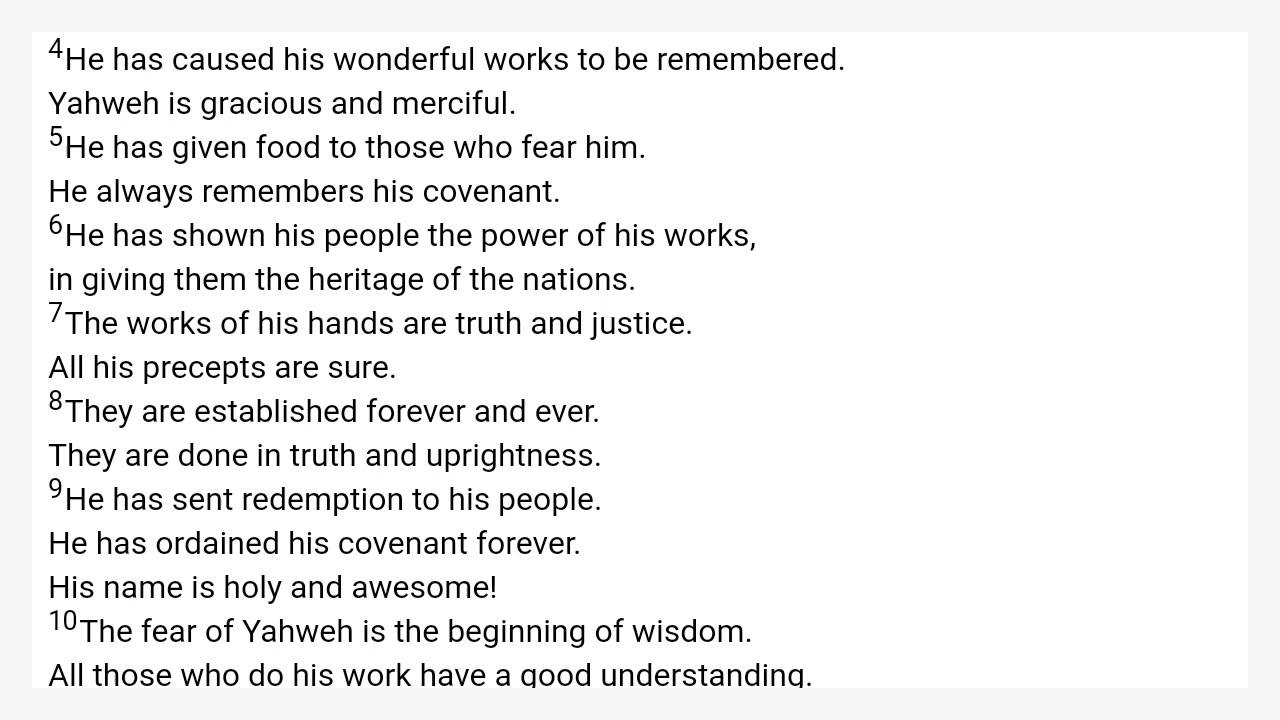 4He has caused his wonderful works to be remembered.
Yahweh is gracious and merciful.
5He has given food to those who fear him.
He always remembers his covenant.
6He has shown his people the power of his works,
in giving them the heritage of the nations.
7The works of his hands are truth and justice.
All his precepts are sure.
8They are established forever and ever.
They are done in truth and uprightness.
9He has sent redemption to his people.
He has ordained his covenant forever.
His name is holy and awesome!
10The fear of Yahweh is the beginning of wisdom.
All those who do his work have a good understanding.